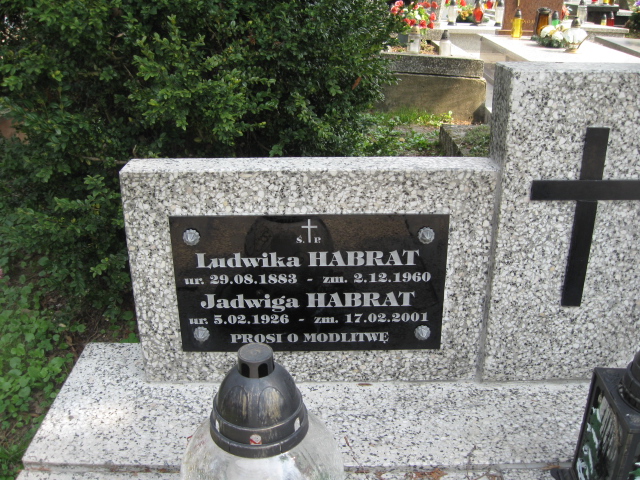 Ś. P.
Ludwika HABRAT
ur. 29.08.1883 - zm. 2.12.1960
Jadwiga HABRAT
ur. 5.02.1926 - zm. 17.02.2001
PROSI O MODLITWĘ